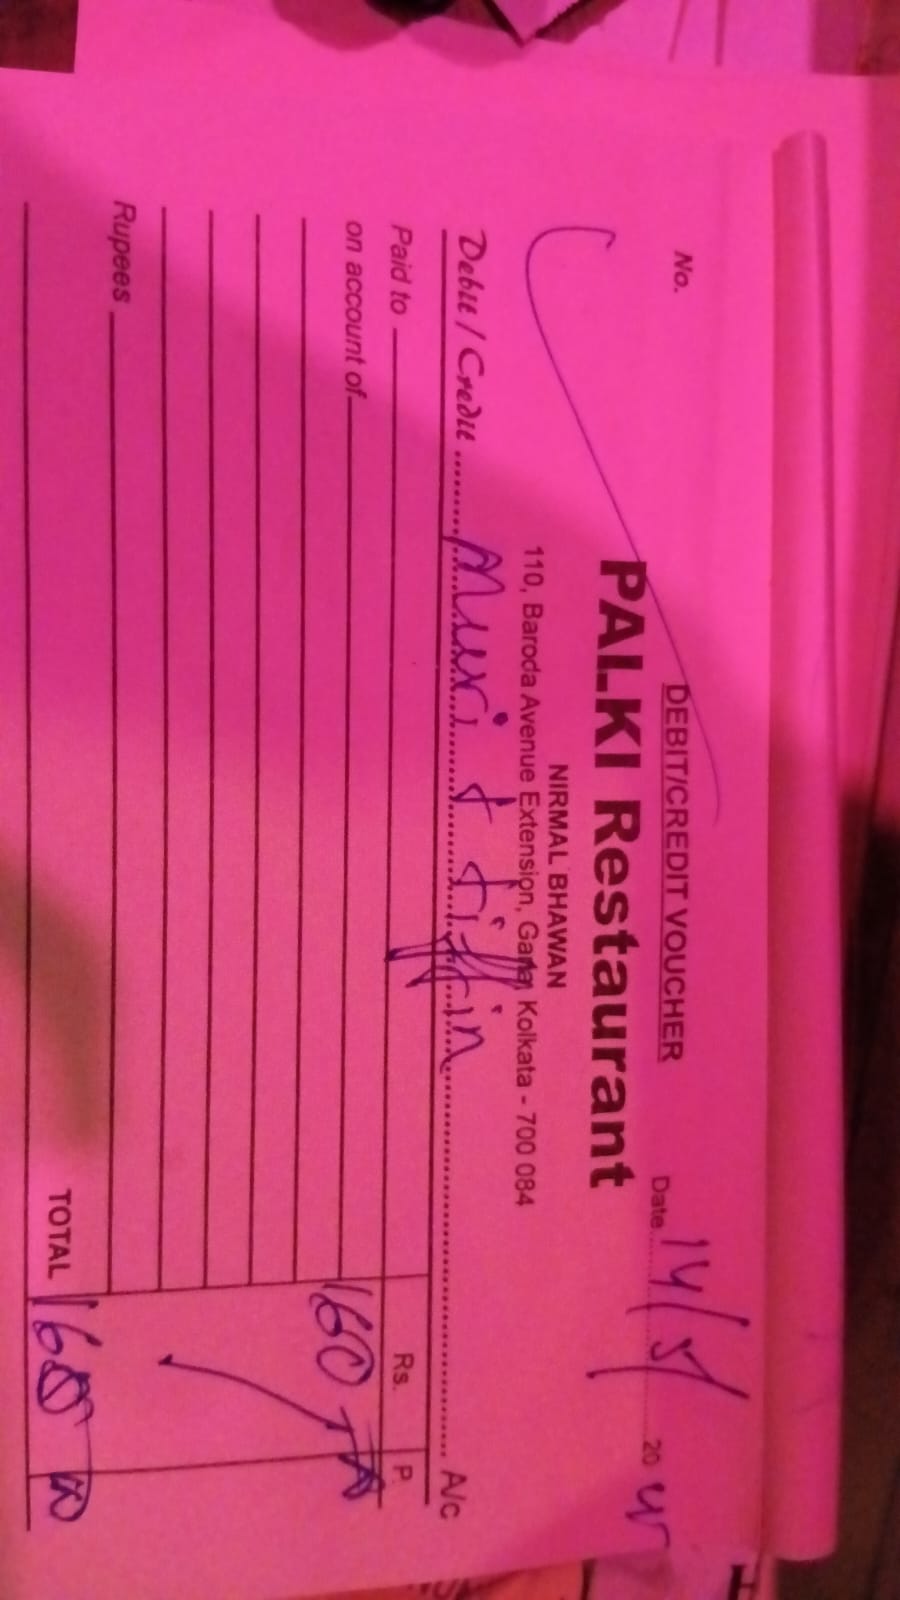 DEBIT/CREDIT VOUCHER
No.
PALKI Restaurant
Date 14/5/ 20
NIRMAL BHAWAN
110, Baroda Avenue Extension, Garia, Kolkata - 700 084
Debit / Credit Muri & tiffin A/c
Paid to
Rs. P.
on account of 160
Rupees
TOTAL 160